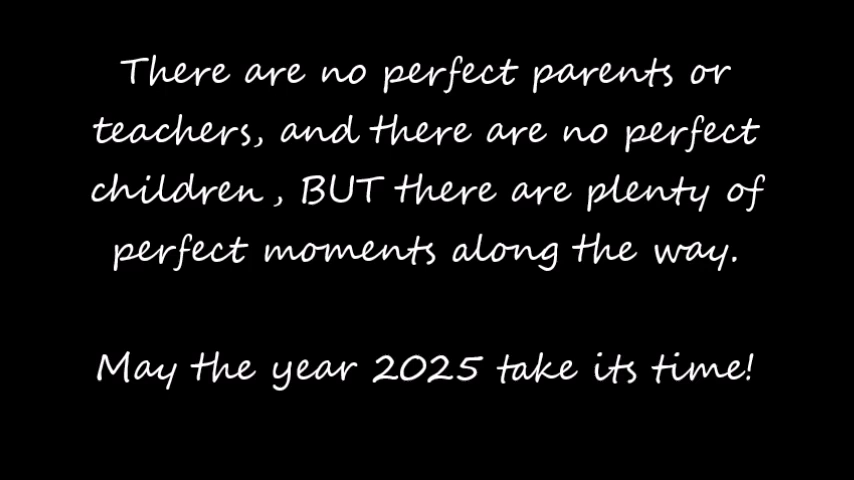 There are no perfect parents or
teachers, and there are no perfect
children , BUT there are plenty of
perfect moments along the way.
May the year 2025 take its time!